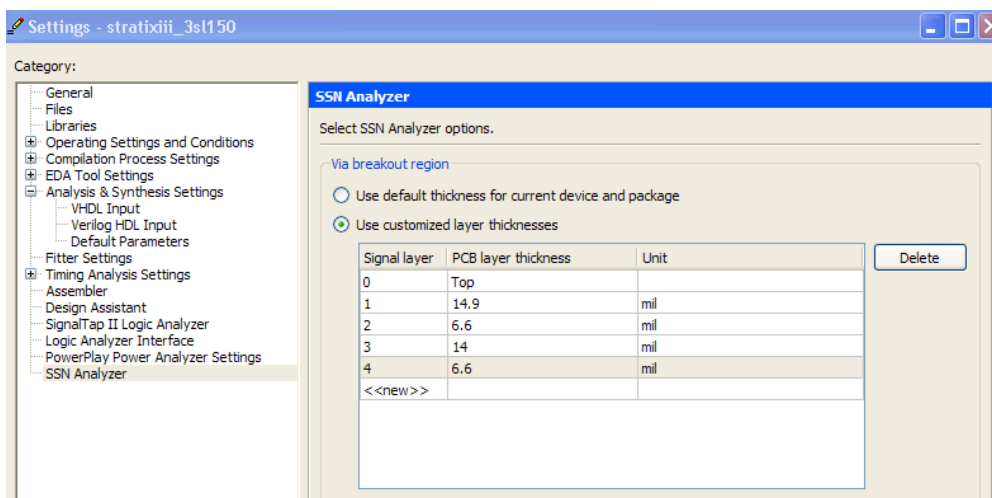 Settings - stratixiii_3sl150
Category:
General
Files
Libraries
Operating Settings and Conditions
Compilation Process Settings
EDA Tool Settings
Analysis & Synthesis Settings
VHDL Input
Verilog HDL Input
Default Parameters
Fitter Settings
Timing Analysis Settings
Assembler
Design Assistant
SignalTap II Logic Analyzer
Logic Analyzer Interface
PowerPlay Power Analyzer Settings
SSN Analyzer
SSN Analyzer
Select SSN Analyzer options.
Via breakout region
Use default thickness for current device and package
Use customized layer thicknesses
Signal layer PCB layer thickness Unit
0 Top
1 14.9 mil
2 6.6 mil
3 14 mil
4 6.6 mil
<<new>>
Delete